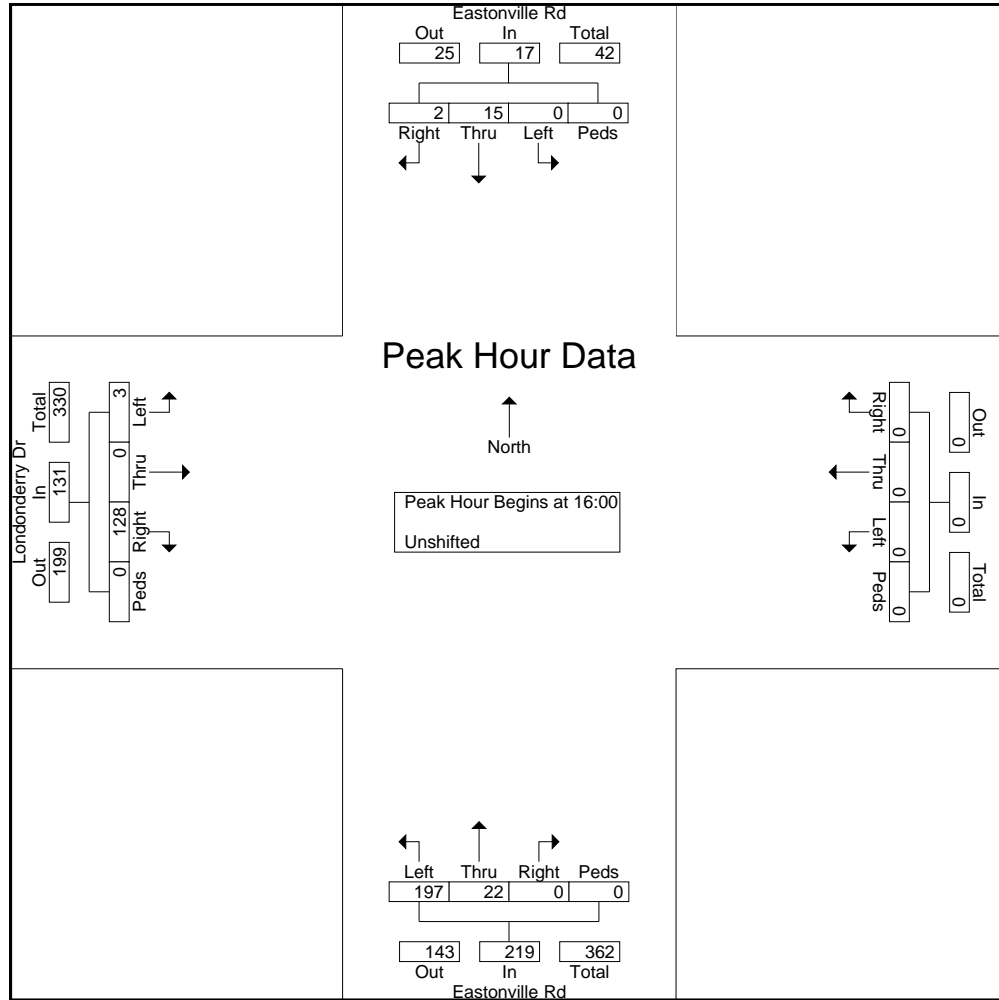 Eastonville Rd
Out In Total
25 17 42
2 15 0 0
Right Thru Left Peds
Peak Hour Data
North
Peak Hour Begins at 16:00
Unshifted
Londonderry Dr
Total In Out
330 131 199
3 0 128 0
Left Thru Right Peds
Right Thru Left Peds
0 0 0 0
Out In Total
0 0 0
Left Thru Right Peds
197 22 0 0
143 219 362
Out In Total
Eastonville Rd